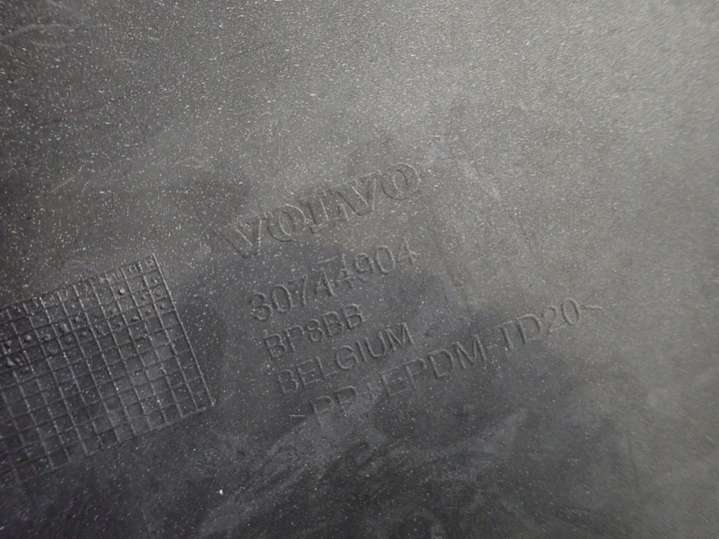 VOLVO
30744904
BP8BB
BELGIUM
>PP+EPDM-TD20<